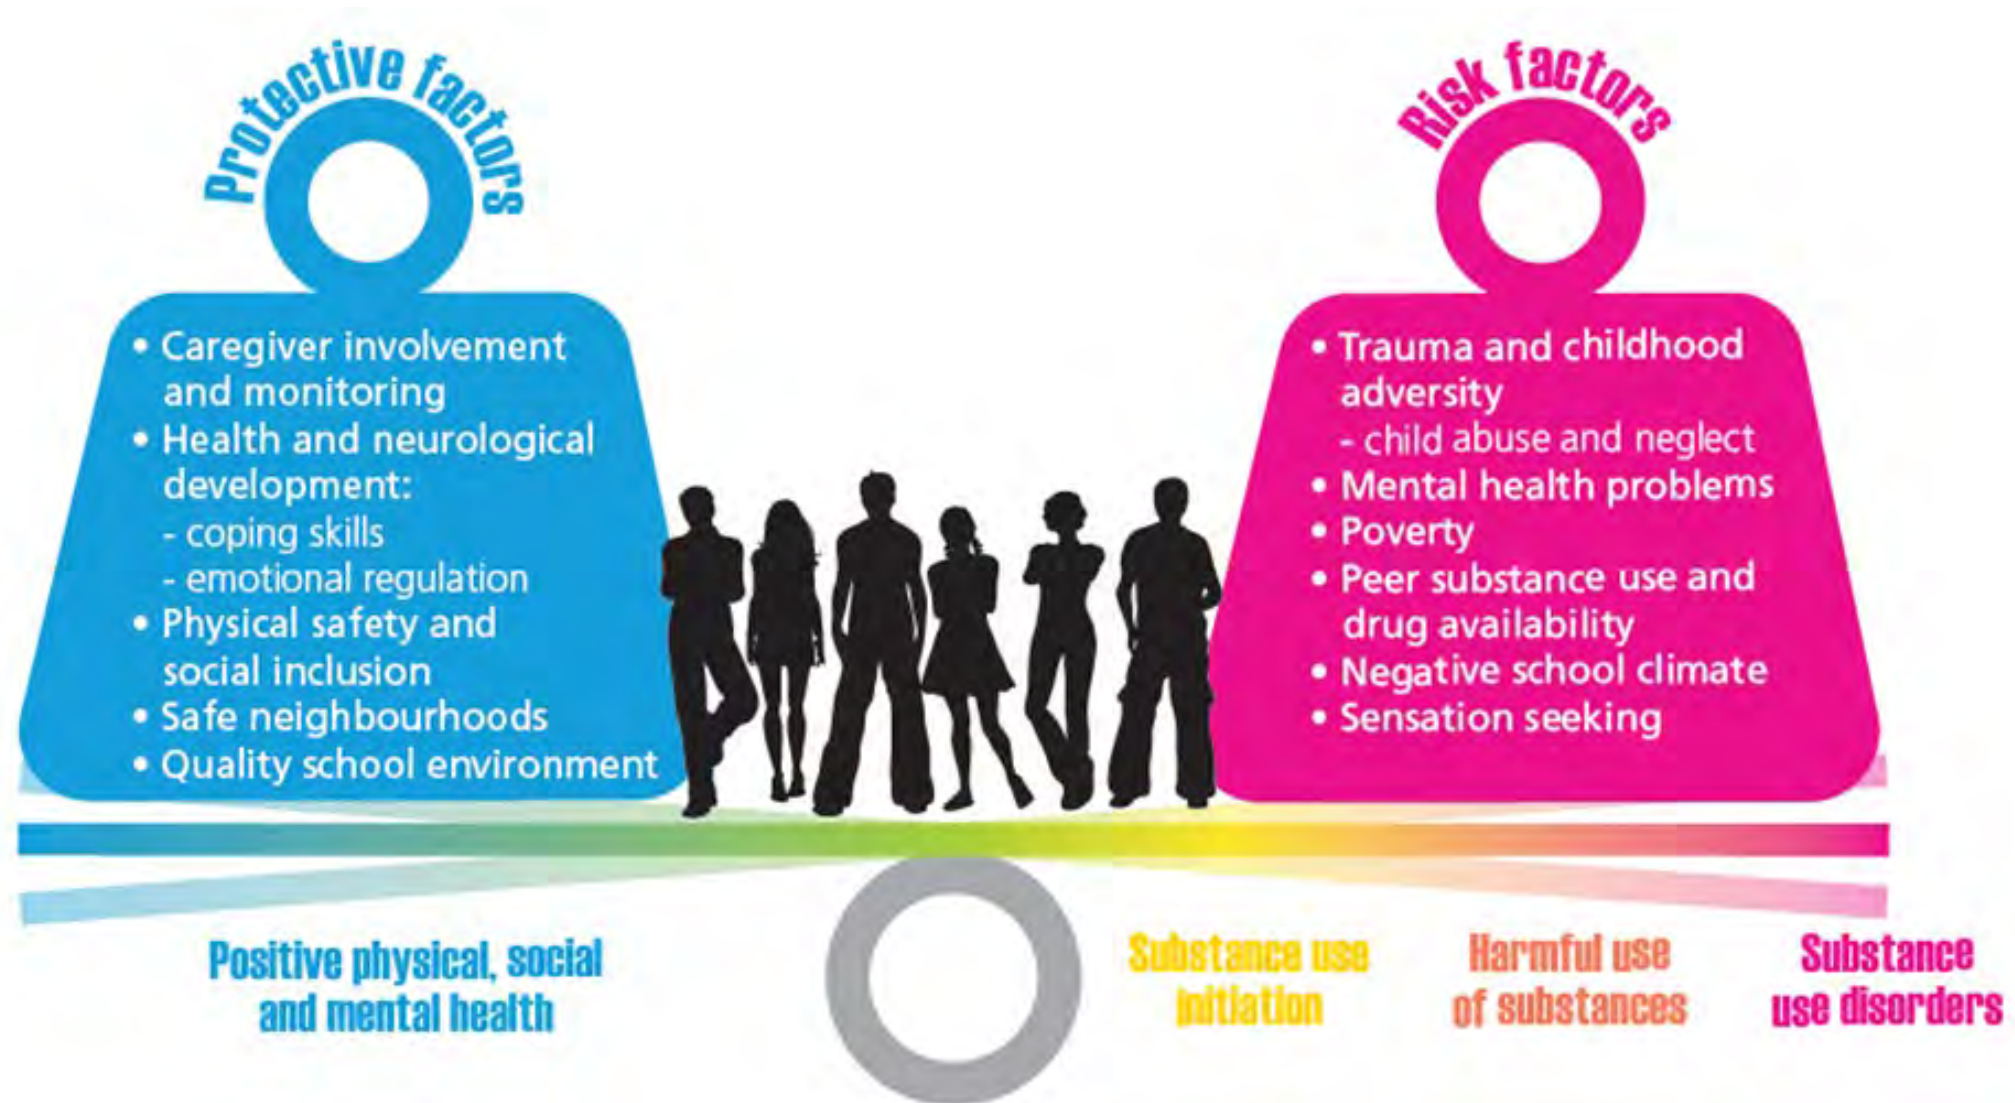 Protective factors
• Caregiver involvement
and monitoring
• Health and neurological
development:
- coping skills
- emotional regulation
• Physical safety and
social inclusion
• Safe neighbourhoods
• Quality school environment
Risk factors
• Trauma and childhood
adversity
- child abuse and neglect
• Mental health problems
• Poverty
• Peer substance use and
drug availability
• Negative school climate
• Sensation seeking
Positive physical, social
and mental health
Substance use
initiation
Harmful use
of substances
Substance
use disorders